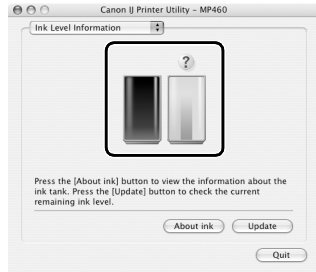 Canon IJ Printer Utility – MP460
Ink Level Information
?
Press the [About ink] button to view the information about the
ink tank. Press the [Update] button to check the current
remaining ink level.
About ink
Update
Quit